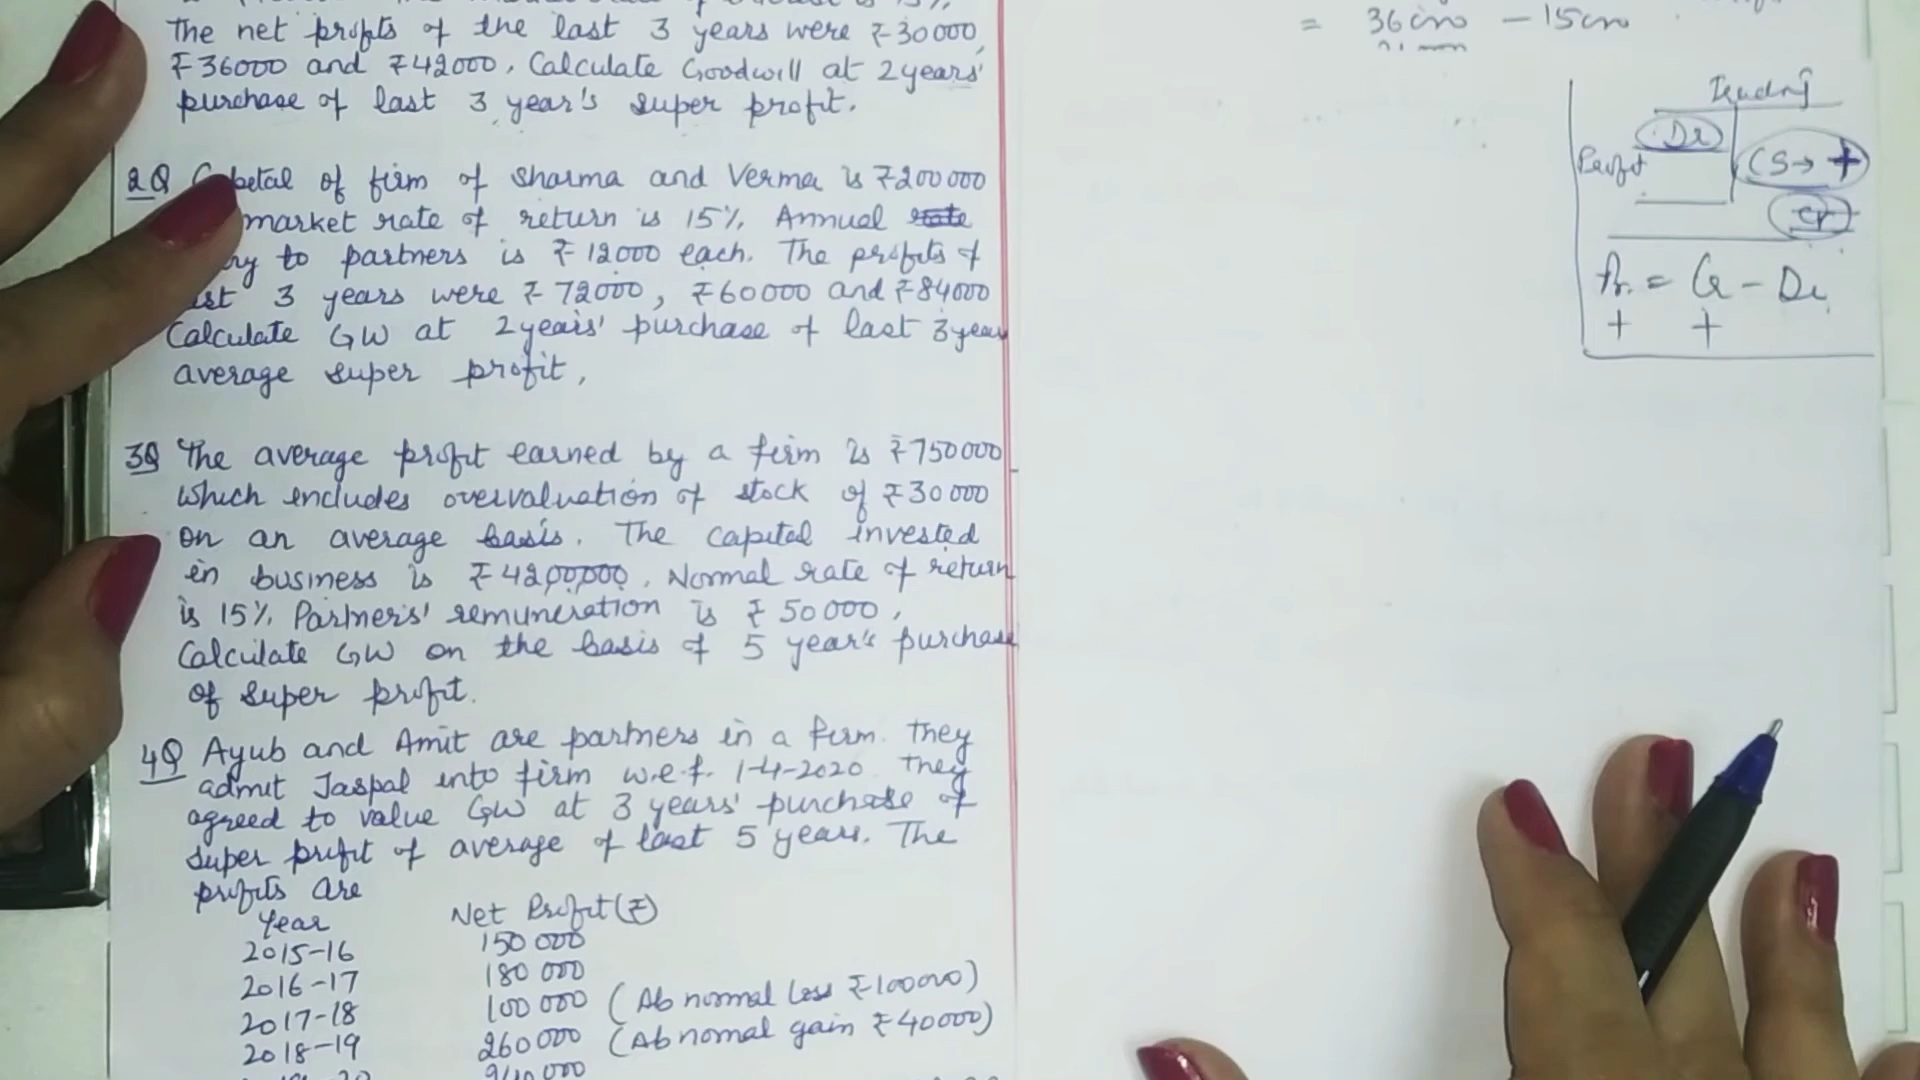 The net profits of the last 3 years were ₹30000,
₹36000 and ₹42000. Calculate Goodwill at 2 years'
purchase of last 3 year's super profit.
2Q Capetal of firm of Sharma and Verma is ₹200000
market rate of return is 15%. Annual
to partners is ₹12000 each. The profits of
3 years were ₹72000, ₹60000 and ₹84000
Calculate GW at 2 years' purchase of last 3 year
average super profit.
3Q The average profit earned by a firm is ₹750000
which includes overvaluation of stock of ₹30000
on an average basis. The capital invested
in business is ₹4200000. Normal rate of return
is 15%. Partners' remuneration is ₹50000.
Calculate GW on the basis of 5 year's purchase
of super profit.
4Q Ayub and Amit are partners in a firm. They
admit Jaspal into firm w.e.f. 1-4-2020 They
agreed to value GW at 3 years' purchase of
super profit of average of last 5 years. The
profits are
Year Net Profit (₹)
2015-16 150000
2016-17 180000
2017-18 100000 (Abnormal loss ₹100000)
2018-19 260000 (Abnormal gain ₹40000)
= 36000 - 15000
Trading
Dr
Profit CS→ +
Cr
Pr. = Cr - Dr
+ +